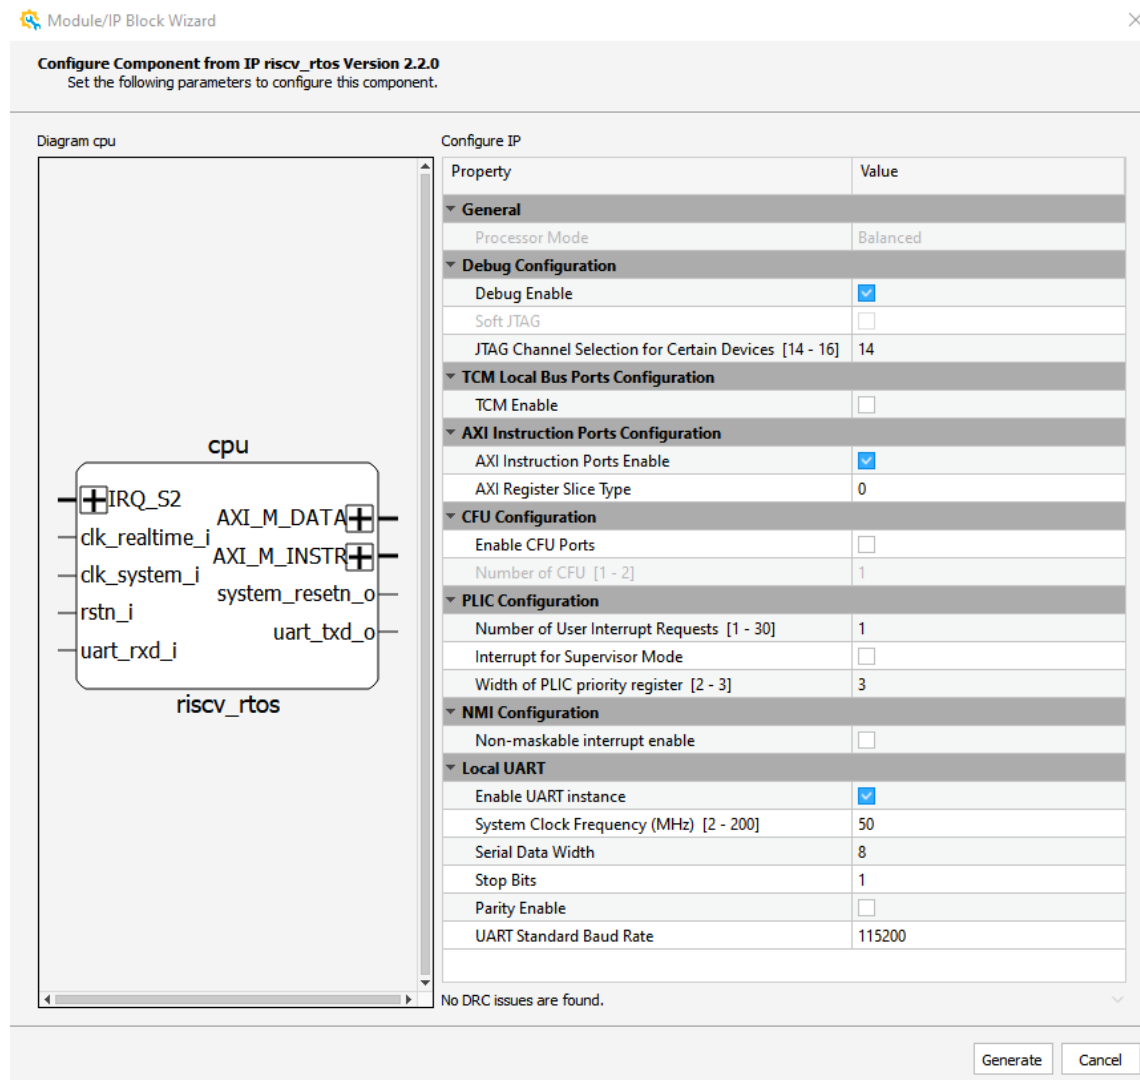 Module/IP Block Wizard
Configure Component from IP riscv_rtos Version 2.2.0
Set the following parameters to configure this component.
Diagram cpu
cpu
IRQ_S2
clk_realtime_i
clk_system_i
rstn_i
uart_rxd_i
AXI_M_DATA
AXI_M_INSTR
system_resetn_o
uart_txd_o
riscv_rtos
Configure IP
Property Value
General
Processor Mode Balanced
Debug Configuration
Debug Enable
Soft JTAG
JTAG Channel Selection for Certain Devices [14 - 16] 14
TCM Local Bus Ports Configuration
TCM Enable
AXI Instruction Ports Configuration
AXI Instruction Ports Enable
AXI Register Slice Type 0
CFU Configuration
Enable CFU Ports
Number of CFU [1 - 2] 1
PLIC Configuration
Number of User Interrupt Requests [1 - 30] 1
Interrupt for Supervisor Mode
Width of PLIC priority register [2 - 3] 3
NMI Configuration
Non-maskable interrupt enable
Local UART
Enable UART instance
System Clock Frequency (MHz) [2 - 200] 50
Serial Data Width 8
Stop Bits 1
Parity Enable
UART Standard Baud Rate 115200
No DRC issues are found.
Generate Cancel